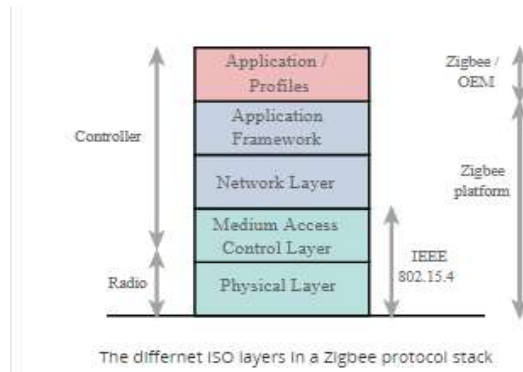 Application /
Profiles
Zigbee /
OEM
Application
Framework
Controller
Network Layer
Zigbee
platform
Medium Access
Control Layer
IEEE
802.15.4
Radio
Physical Layer
The differnet ISO layers in a Zigbee protocol stack